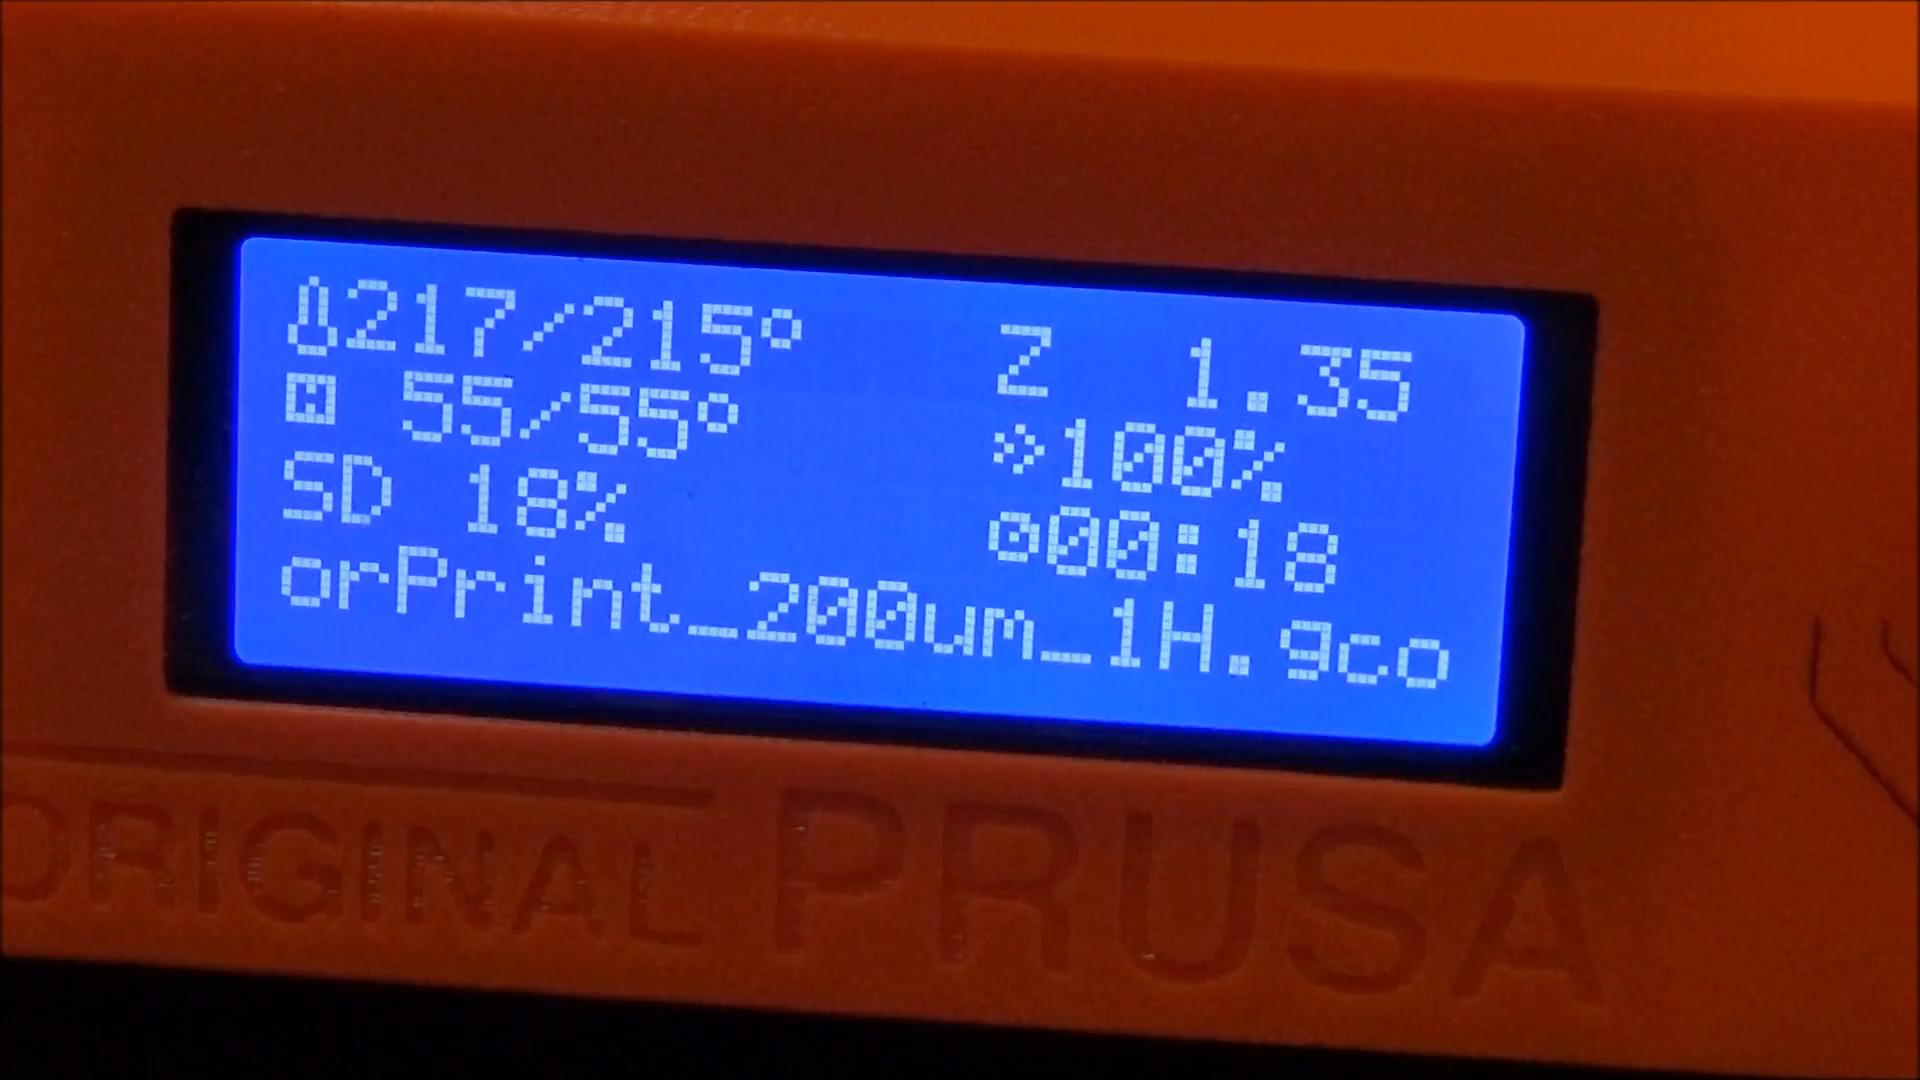 217/215° Z 1.35
55/55° 100%
SD 18% 00:18
orPrint_200um_1H.gco
ORIGINAL PRUSA